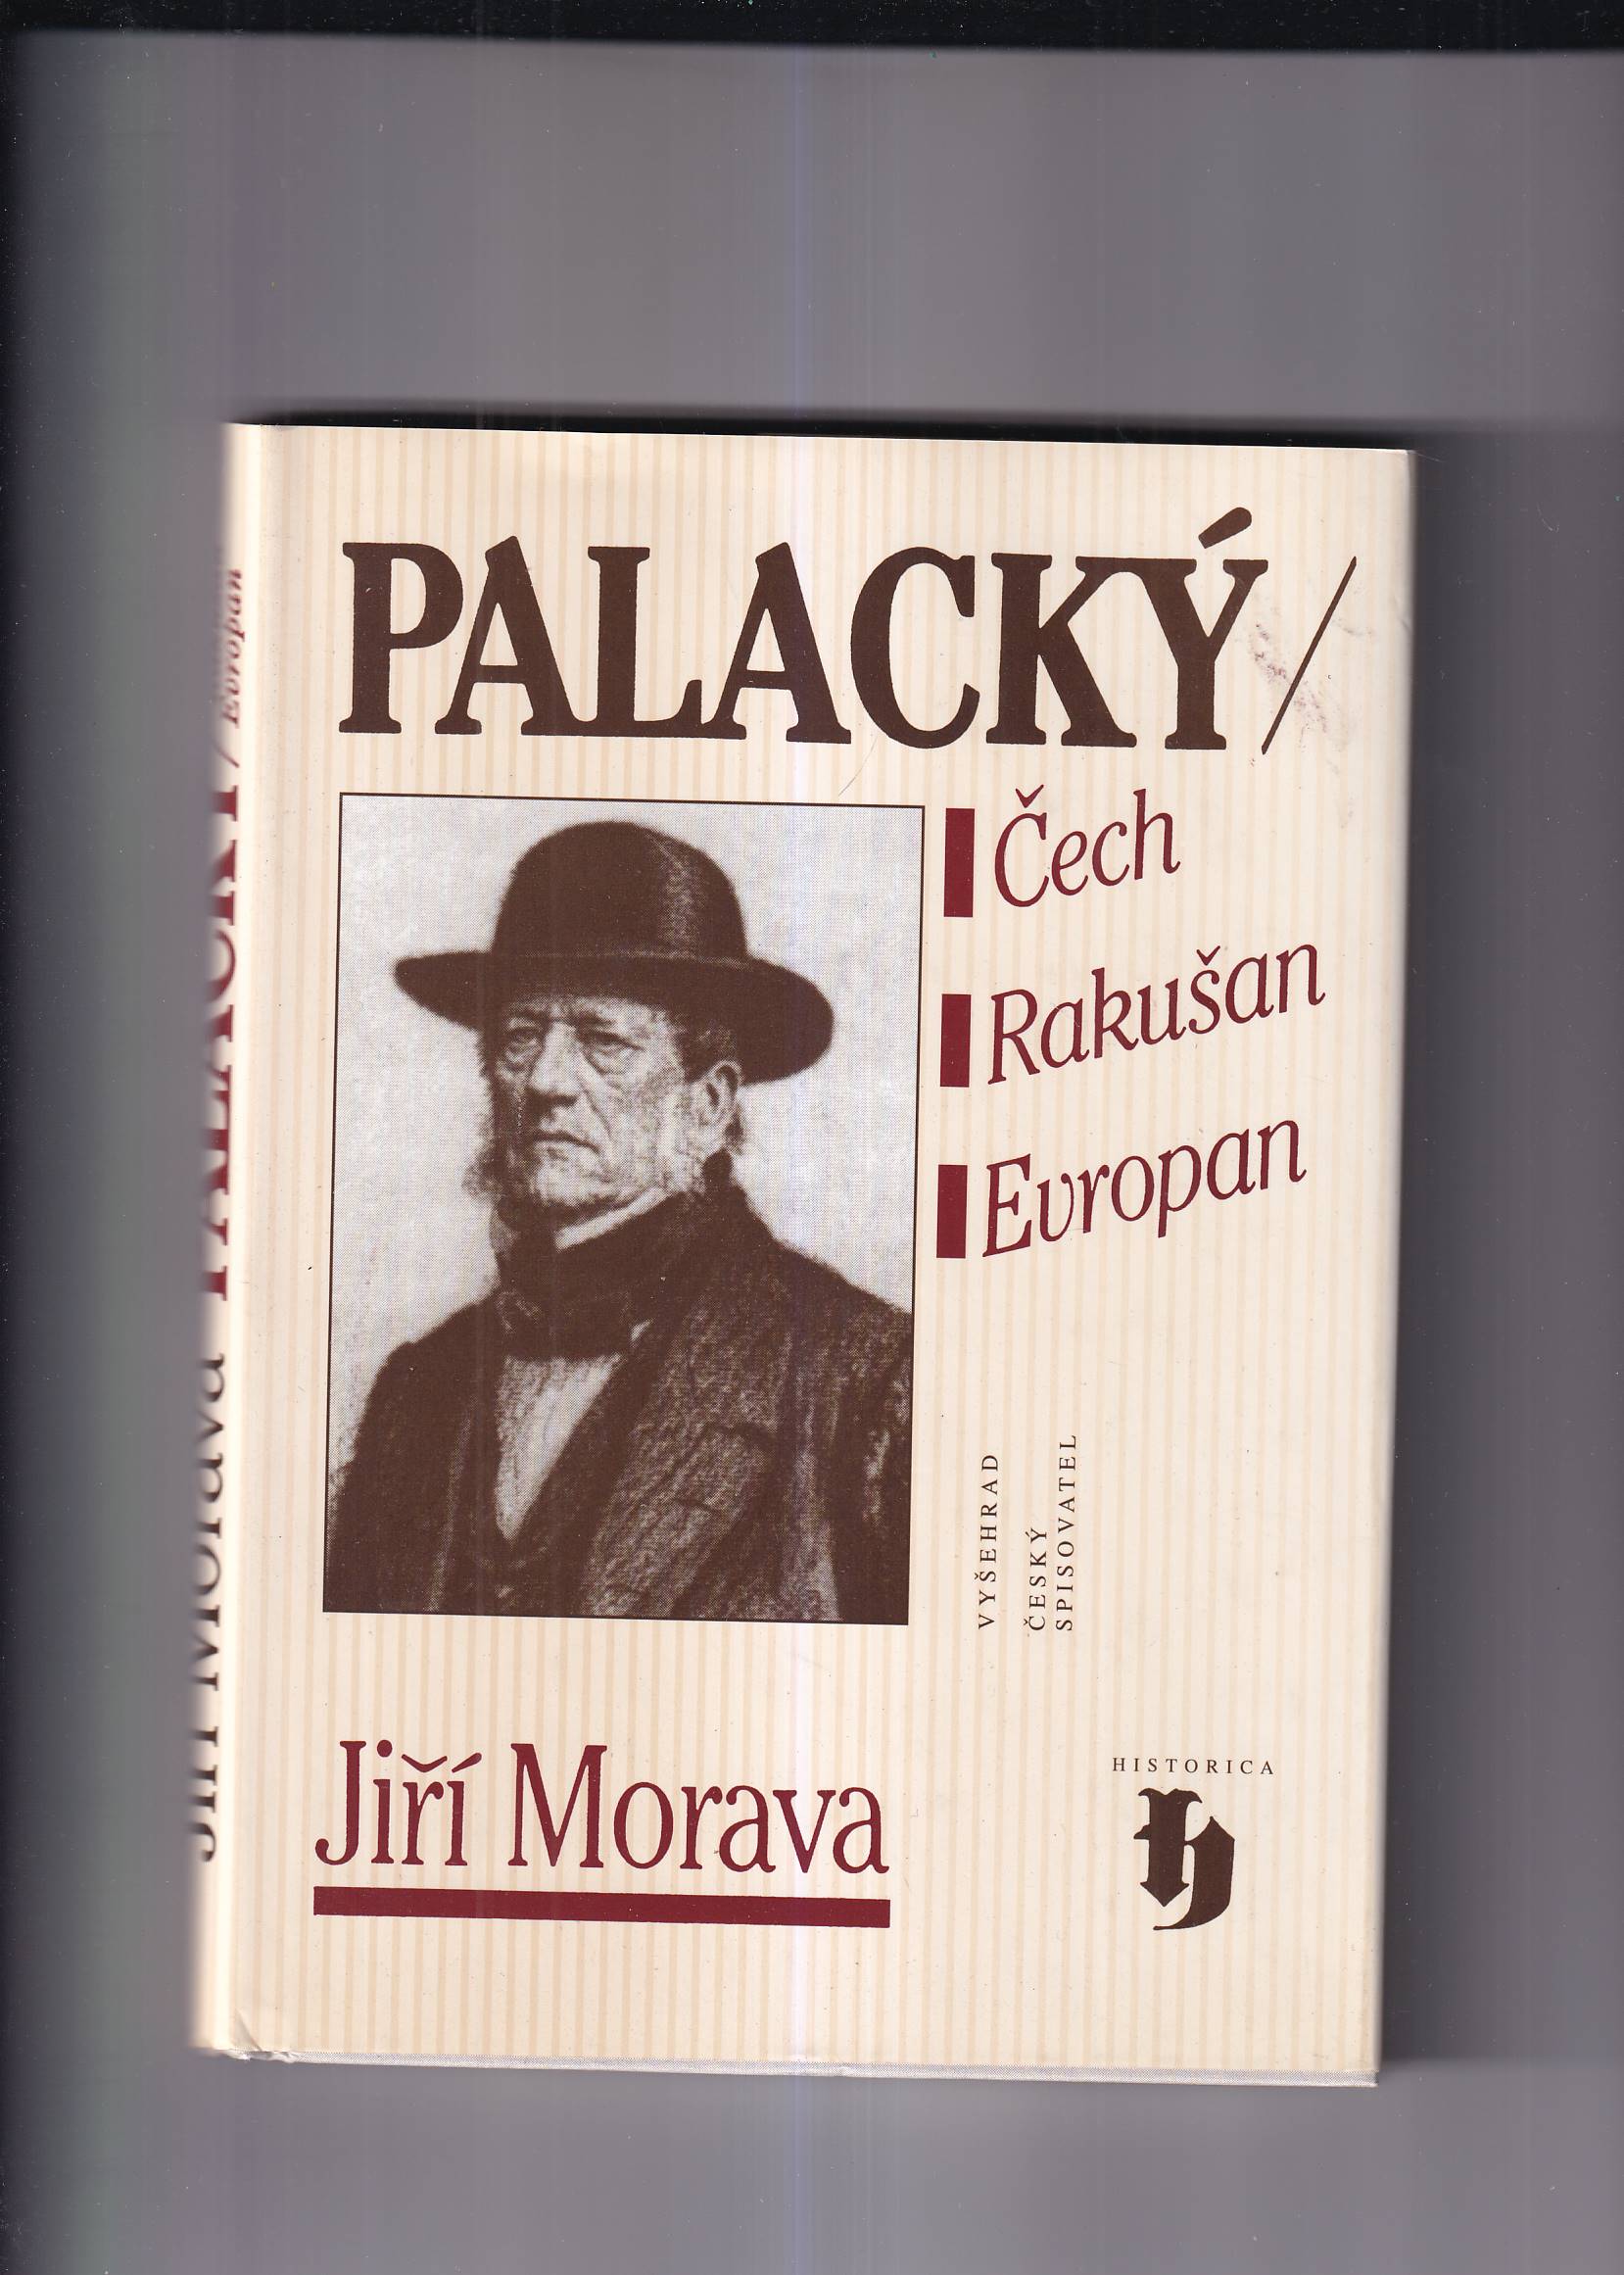 PALACKÝ/
Čech
Rakušan
Evropan
VYŠEHRAD
ČESKÝ
SPISOVATEL
Jiří Morava
HISTORICA
h
Jiří Morava PALACKÝ / Evropan